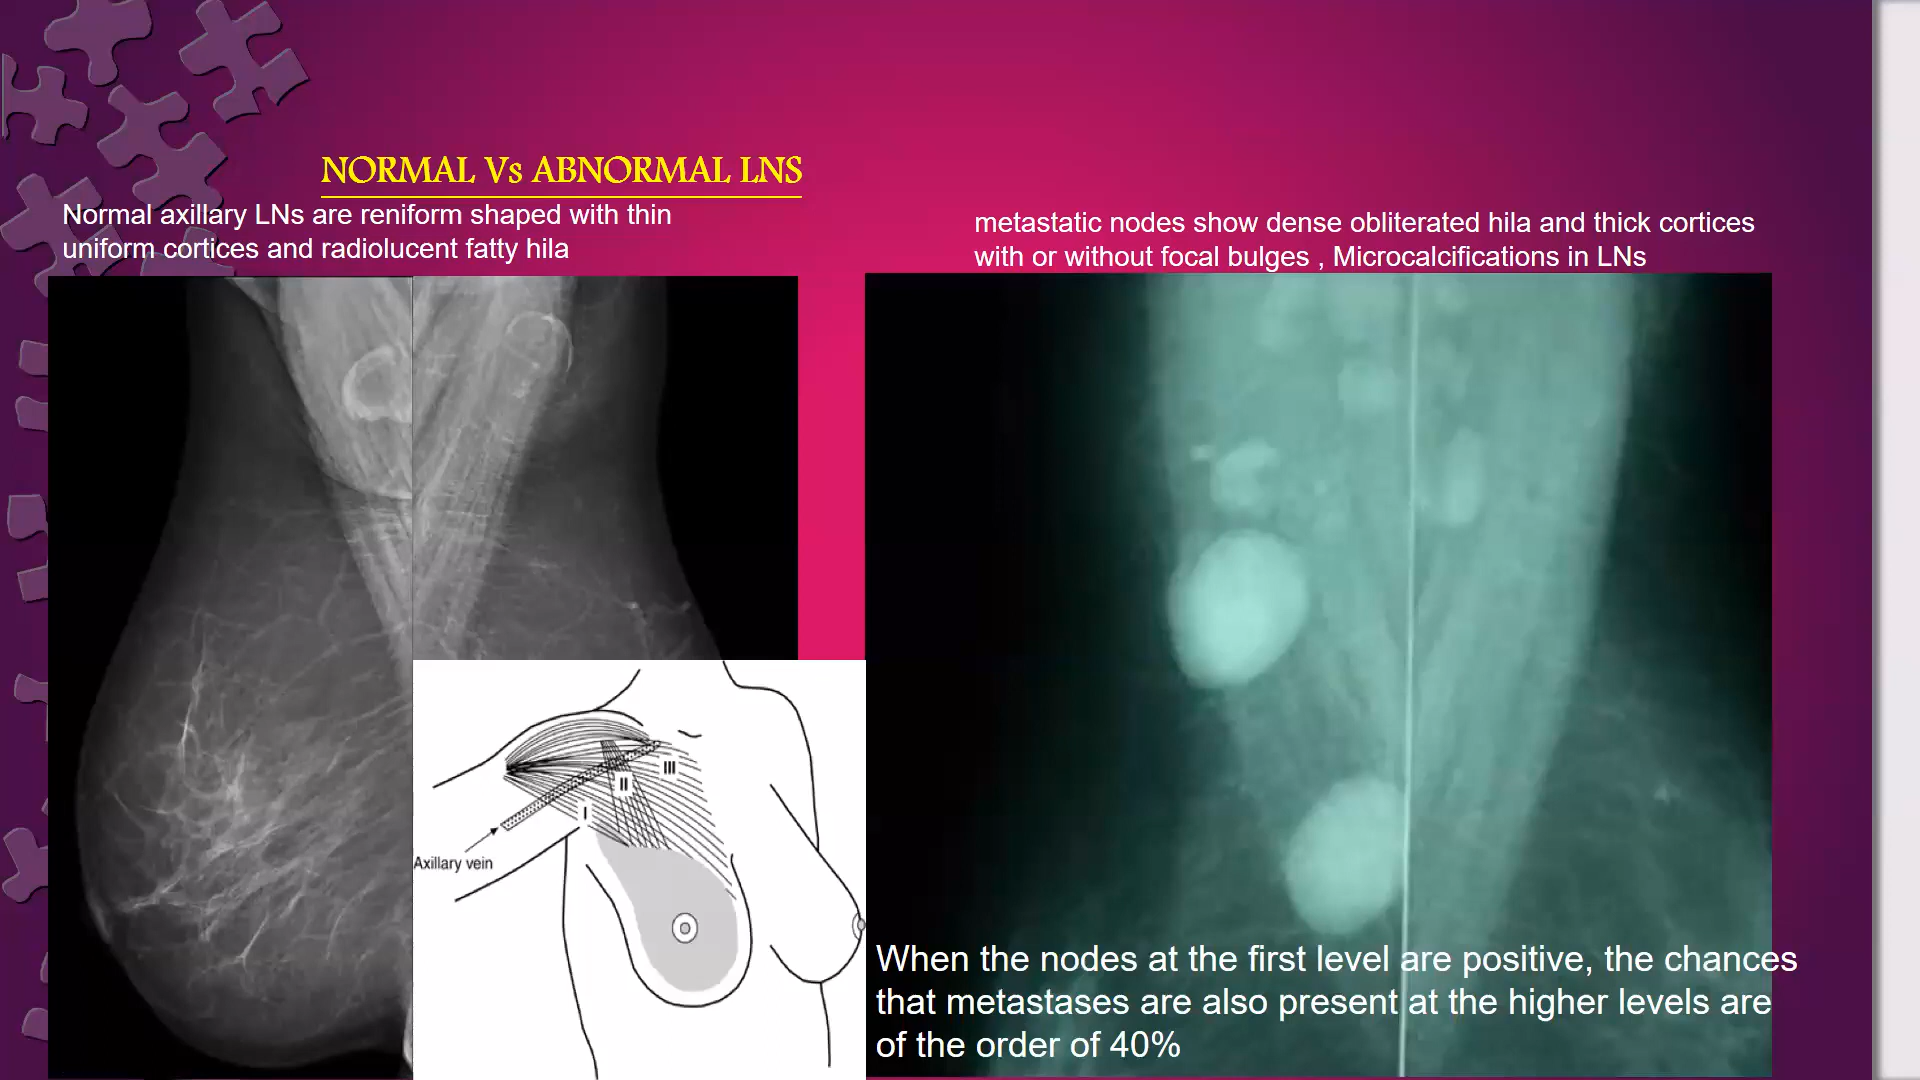 NORMAL Vs ABNORMAL LNS
Normal axillary LNs are reniform shaped with thin
uniform cortices and radiolucent fatty hila
metastatic nodes show dense obliterated hila and thick cortices
with or without focal bulges , Microcalcifications in LNs
III
II
I
Axillary vein
When the nodes at the first level are positive, the chances
that metastases are also present at the higher levels are
of the order of 40%